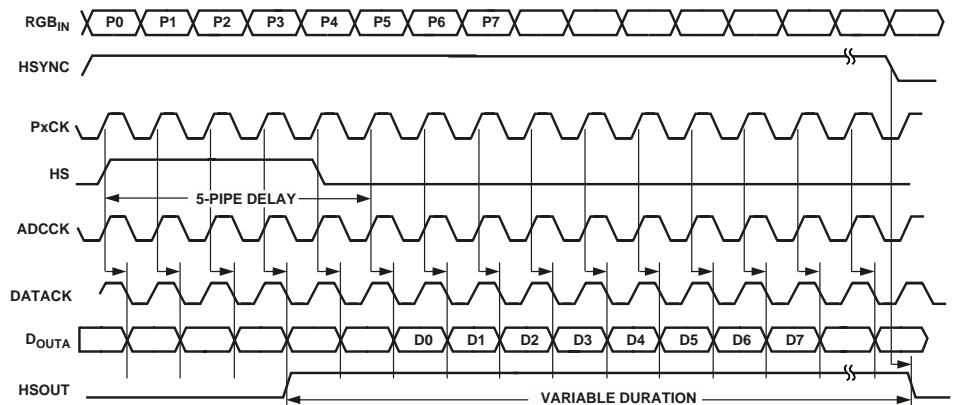 RGBIN P0 P1 P2 P3 P4 P5 P6 P7
HSYNC
PxCK
HS
5-PIPE DELAY
ADCCK
DATACK
DOUTA D0 D1 D2 D3 D4 D5 D6 D7
HSOUT
VARIABLE DURATION